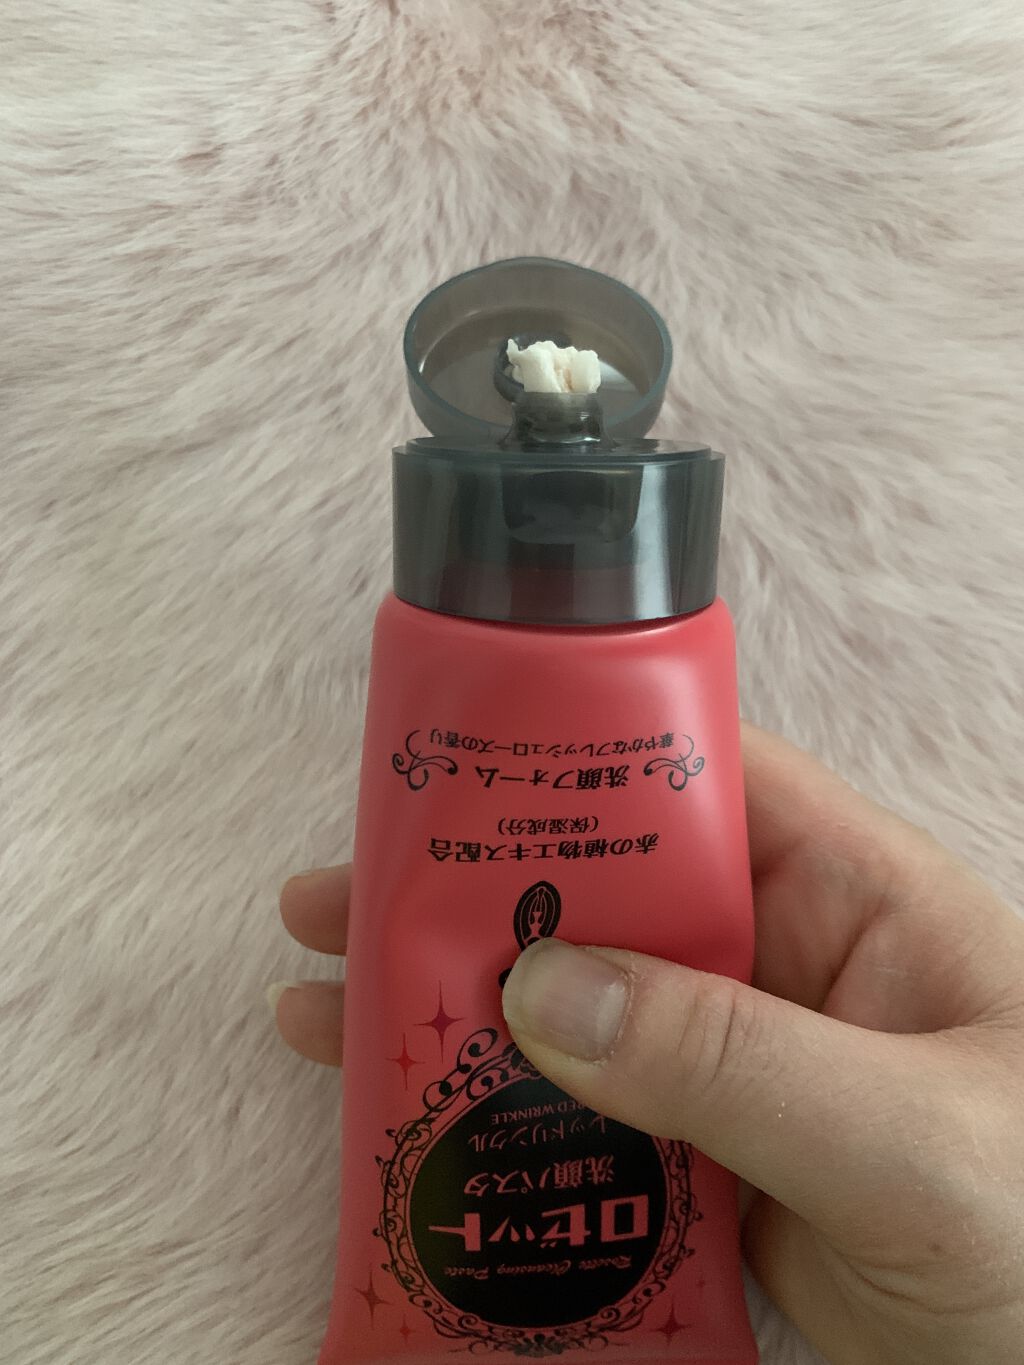 Rosette Cleansing Paste
ロゼット
洗顔パスタ
レッドリンクル
RED WRINKLE
赤の植物エキス配合
(保湿成分)
洗顔フォーム
(華やかなフレッシュローズの香り)